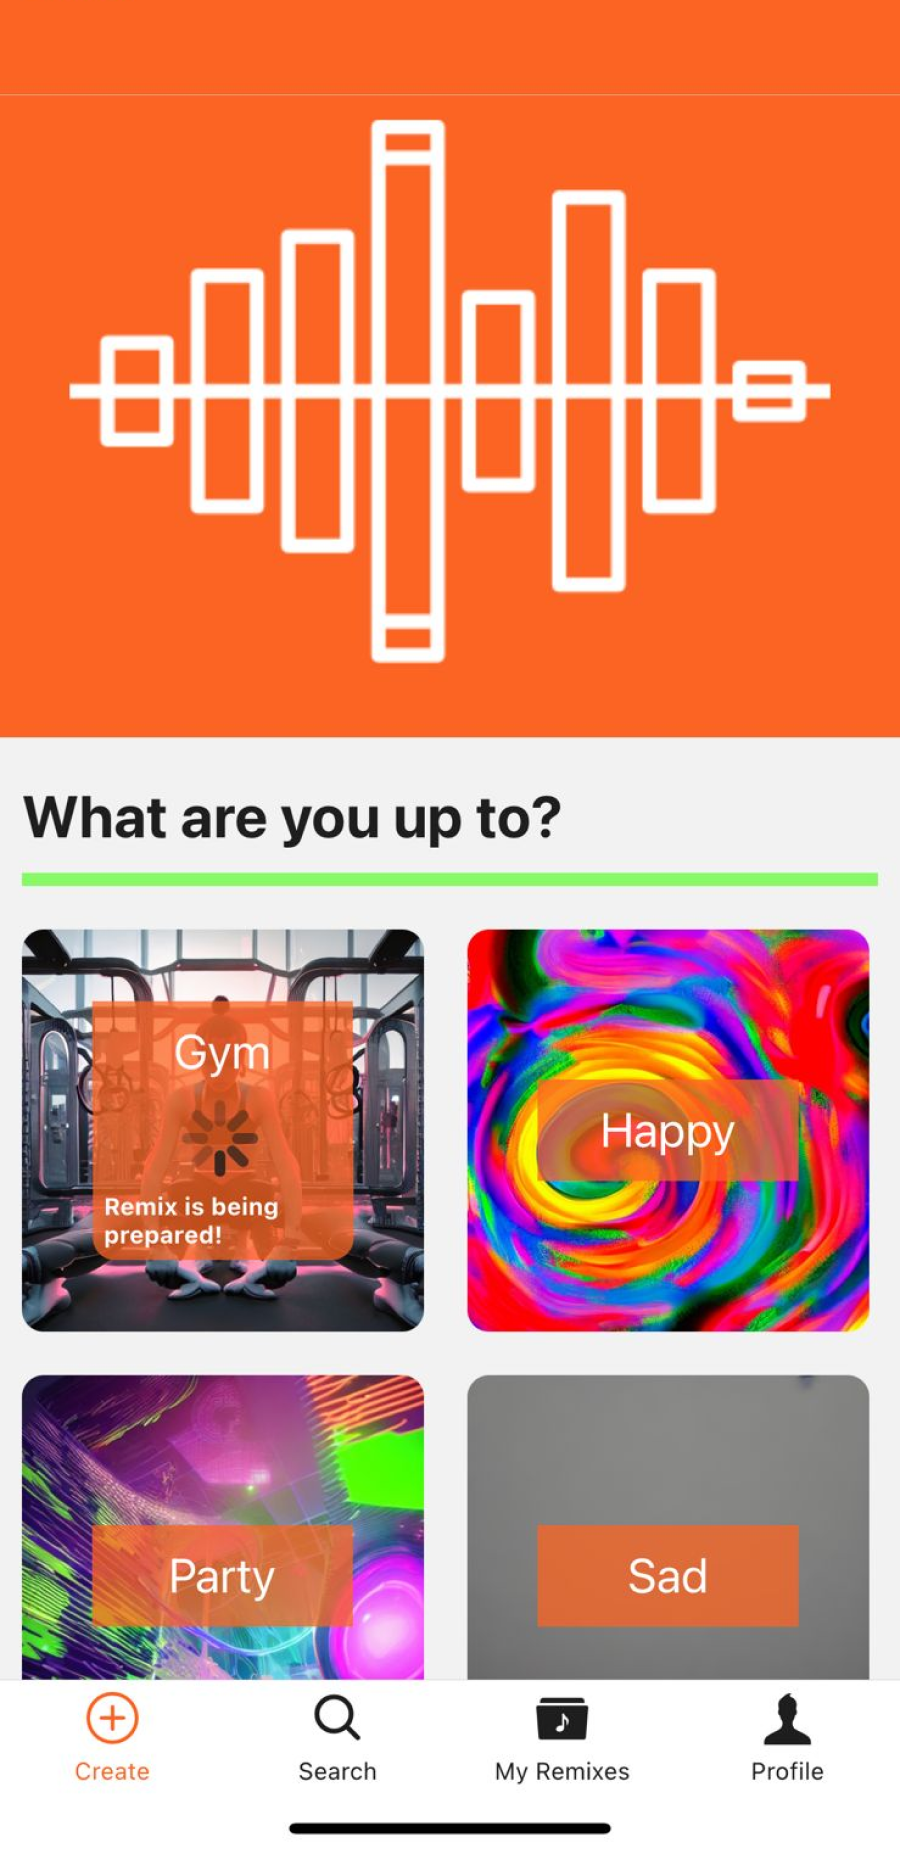 What are you up to?
Gym
Remix is being
prepared!
Happy
Party
Sad
Create
Search
My Remixes
Profile